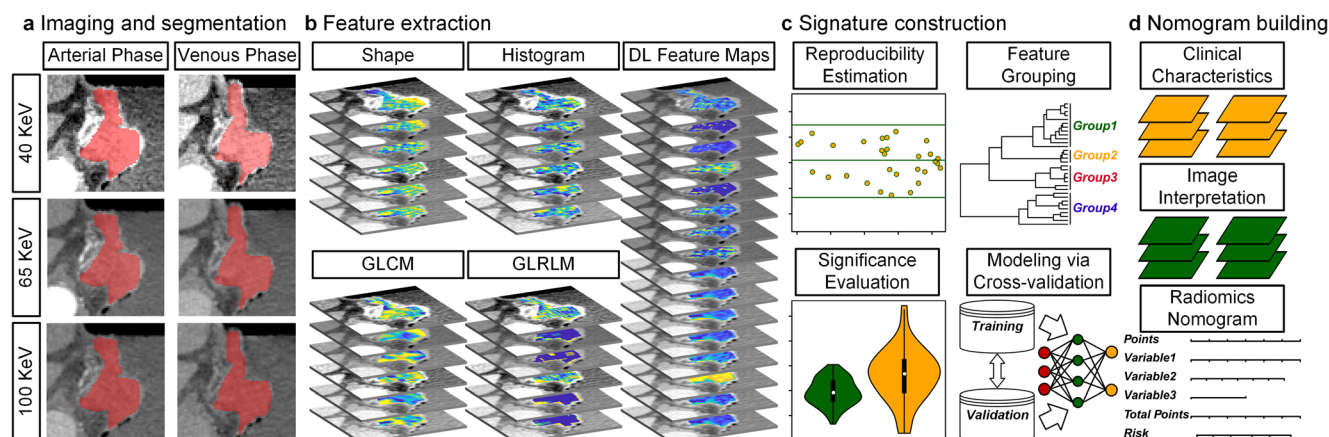 a Imaging and segmentation
Arterial Phase
Venous Phase
40 KeV
65 KeV
100 KeV
b Feature extraction
Shape
Histogram
DL Feature Maps
GLCM
GLRLM
c Signature construction
Reproducibility
Estimation
Feature
Grouping
Group1
Group2
Group3
Group4
Significance
Evaluation
Modeling via
Cross-validation
Training
Validation
d Nomogram building
Clinical
Characteristics
Image
Interpretation
Radiomics
Nomogram
Points
Variable1
Variable2
Variable3
Total Points
Risk